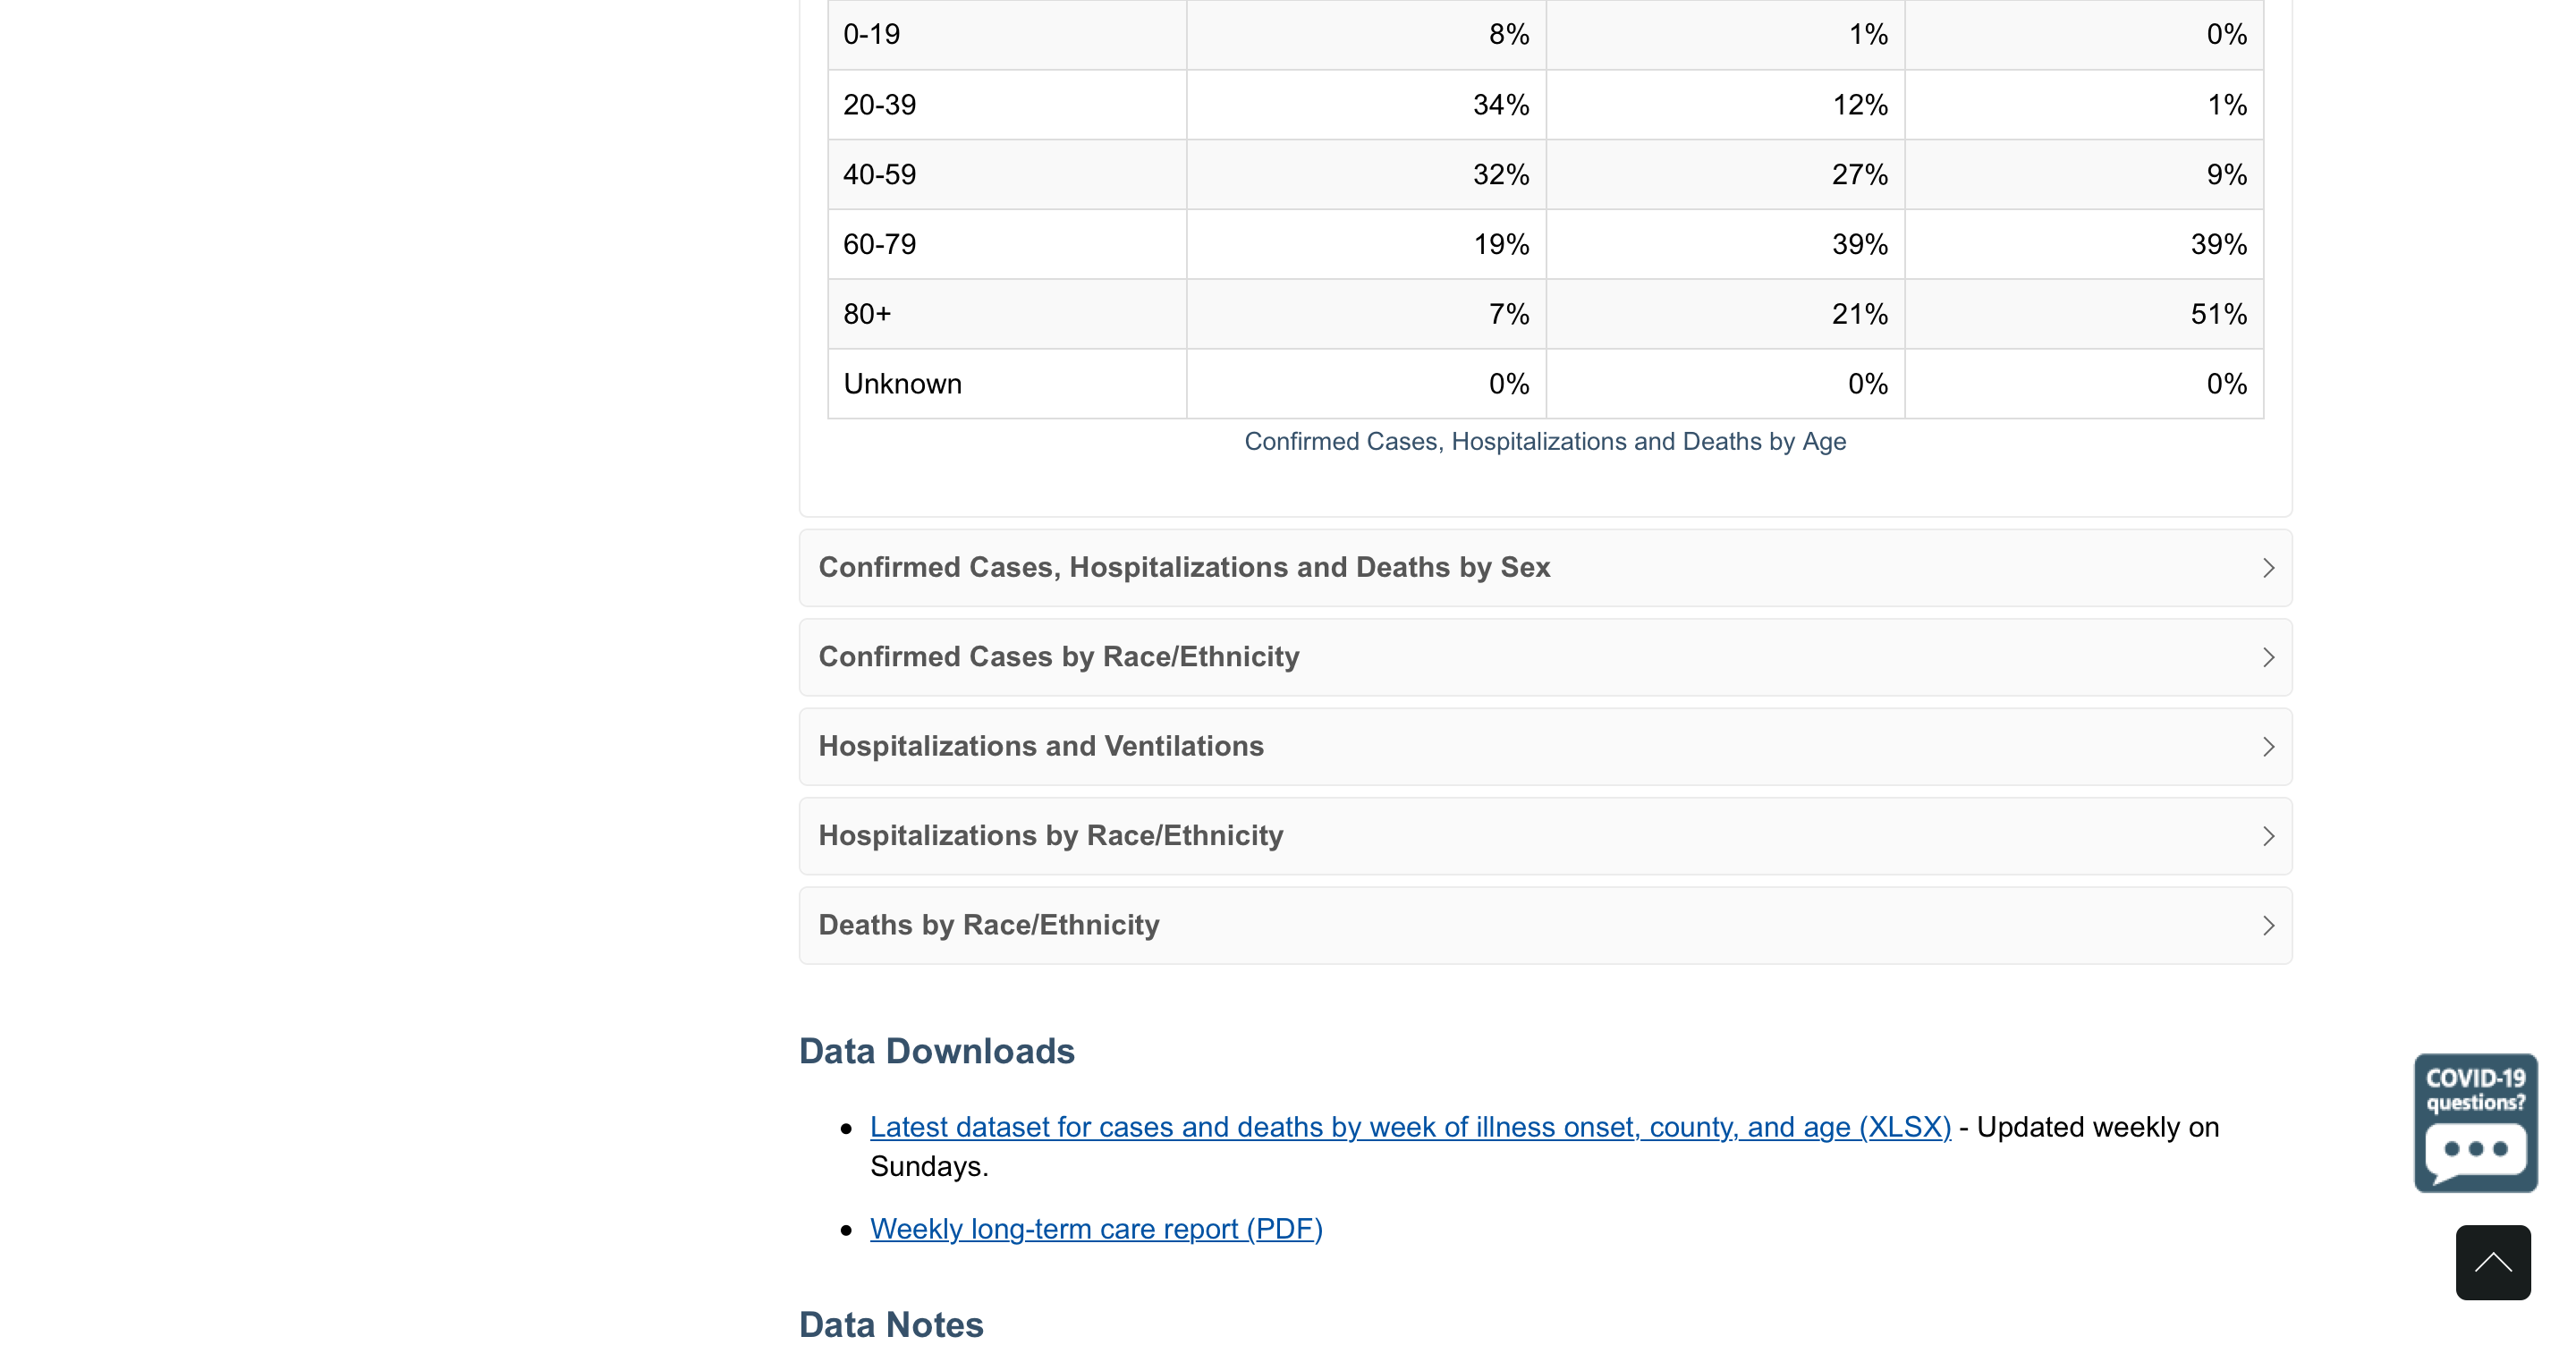 0-19 8% 1% 0%
20-39 34% 12% 1%
40-59 32% 27% 9%
60-79 19% 39% 39%
80+ 7% 21% 51%
Unknown 0% 0% 0%
Confirmed Cases, Hospitalizations and Deaths by Age
Confirmed Cases, Hospitalizations and Deaths by Sex
Confirmed Cases by Race/Ethnicity
Hospitalizations and Ventilations
Hospitalizations by Race/Ethnicity
Deaths by Race/Ethnicity
Data Downloads
Latest dataset for cases and deaths by week of illness onset, county, and age (XLSX) - Updated weekly on
Sundays.
Weekly long-term care report (PDF)
Data Notes
COVID-19
questions?